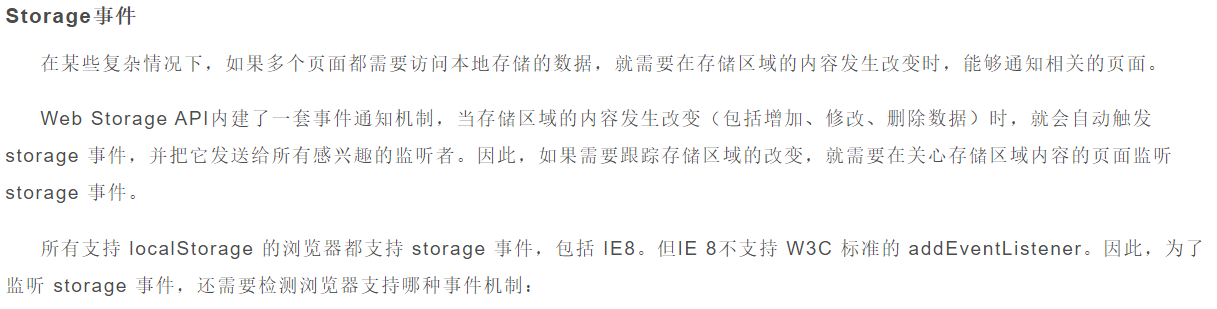 Storage事件
在某些复杂情况下，如果多个页面都需要访问本地存储的数据，就需要在存储区域的内容发生改变时，能够通知相关的页面。
Web Storage API内建了一套事件通知机制，当存储区域的内容发生改变（包括增加、修改、删除数据）时，就会自动触发
storage 事件，并把它发送给所有感兴趣的监听者。因此，如果需要跟踪存储区域的改变，就需要在关心存储区域内容的页面监听
storage 事件。
所有支持 localStorage 的浏览器都支持 storage 事件，包括 IE8。但IE 8不支持 W3C 标准的 addEventListener。因此，为了
监听 storage 事件，还需要检测浏览器支持哪种事件机制：